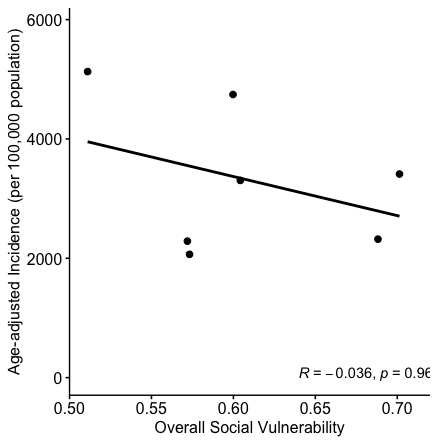 6000
4000
2000
0
Age-adjusted Incidence (per 100,000 population)
R = −0.036, p = 0.96
0.50 0.55 0.60 0.65 0.70
Overall Social Vulnerability